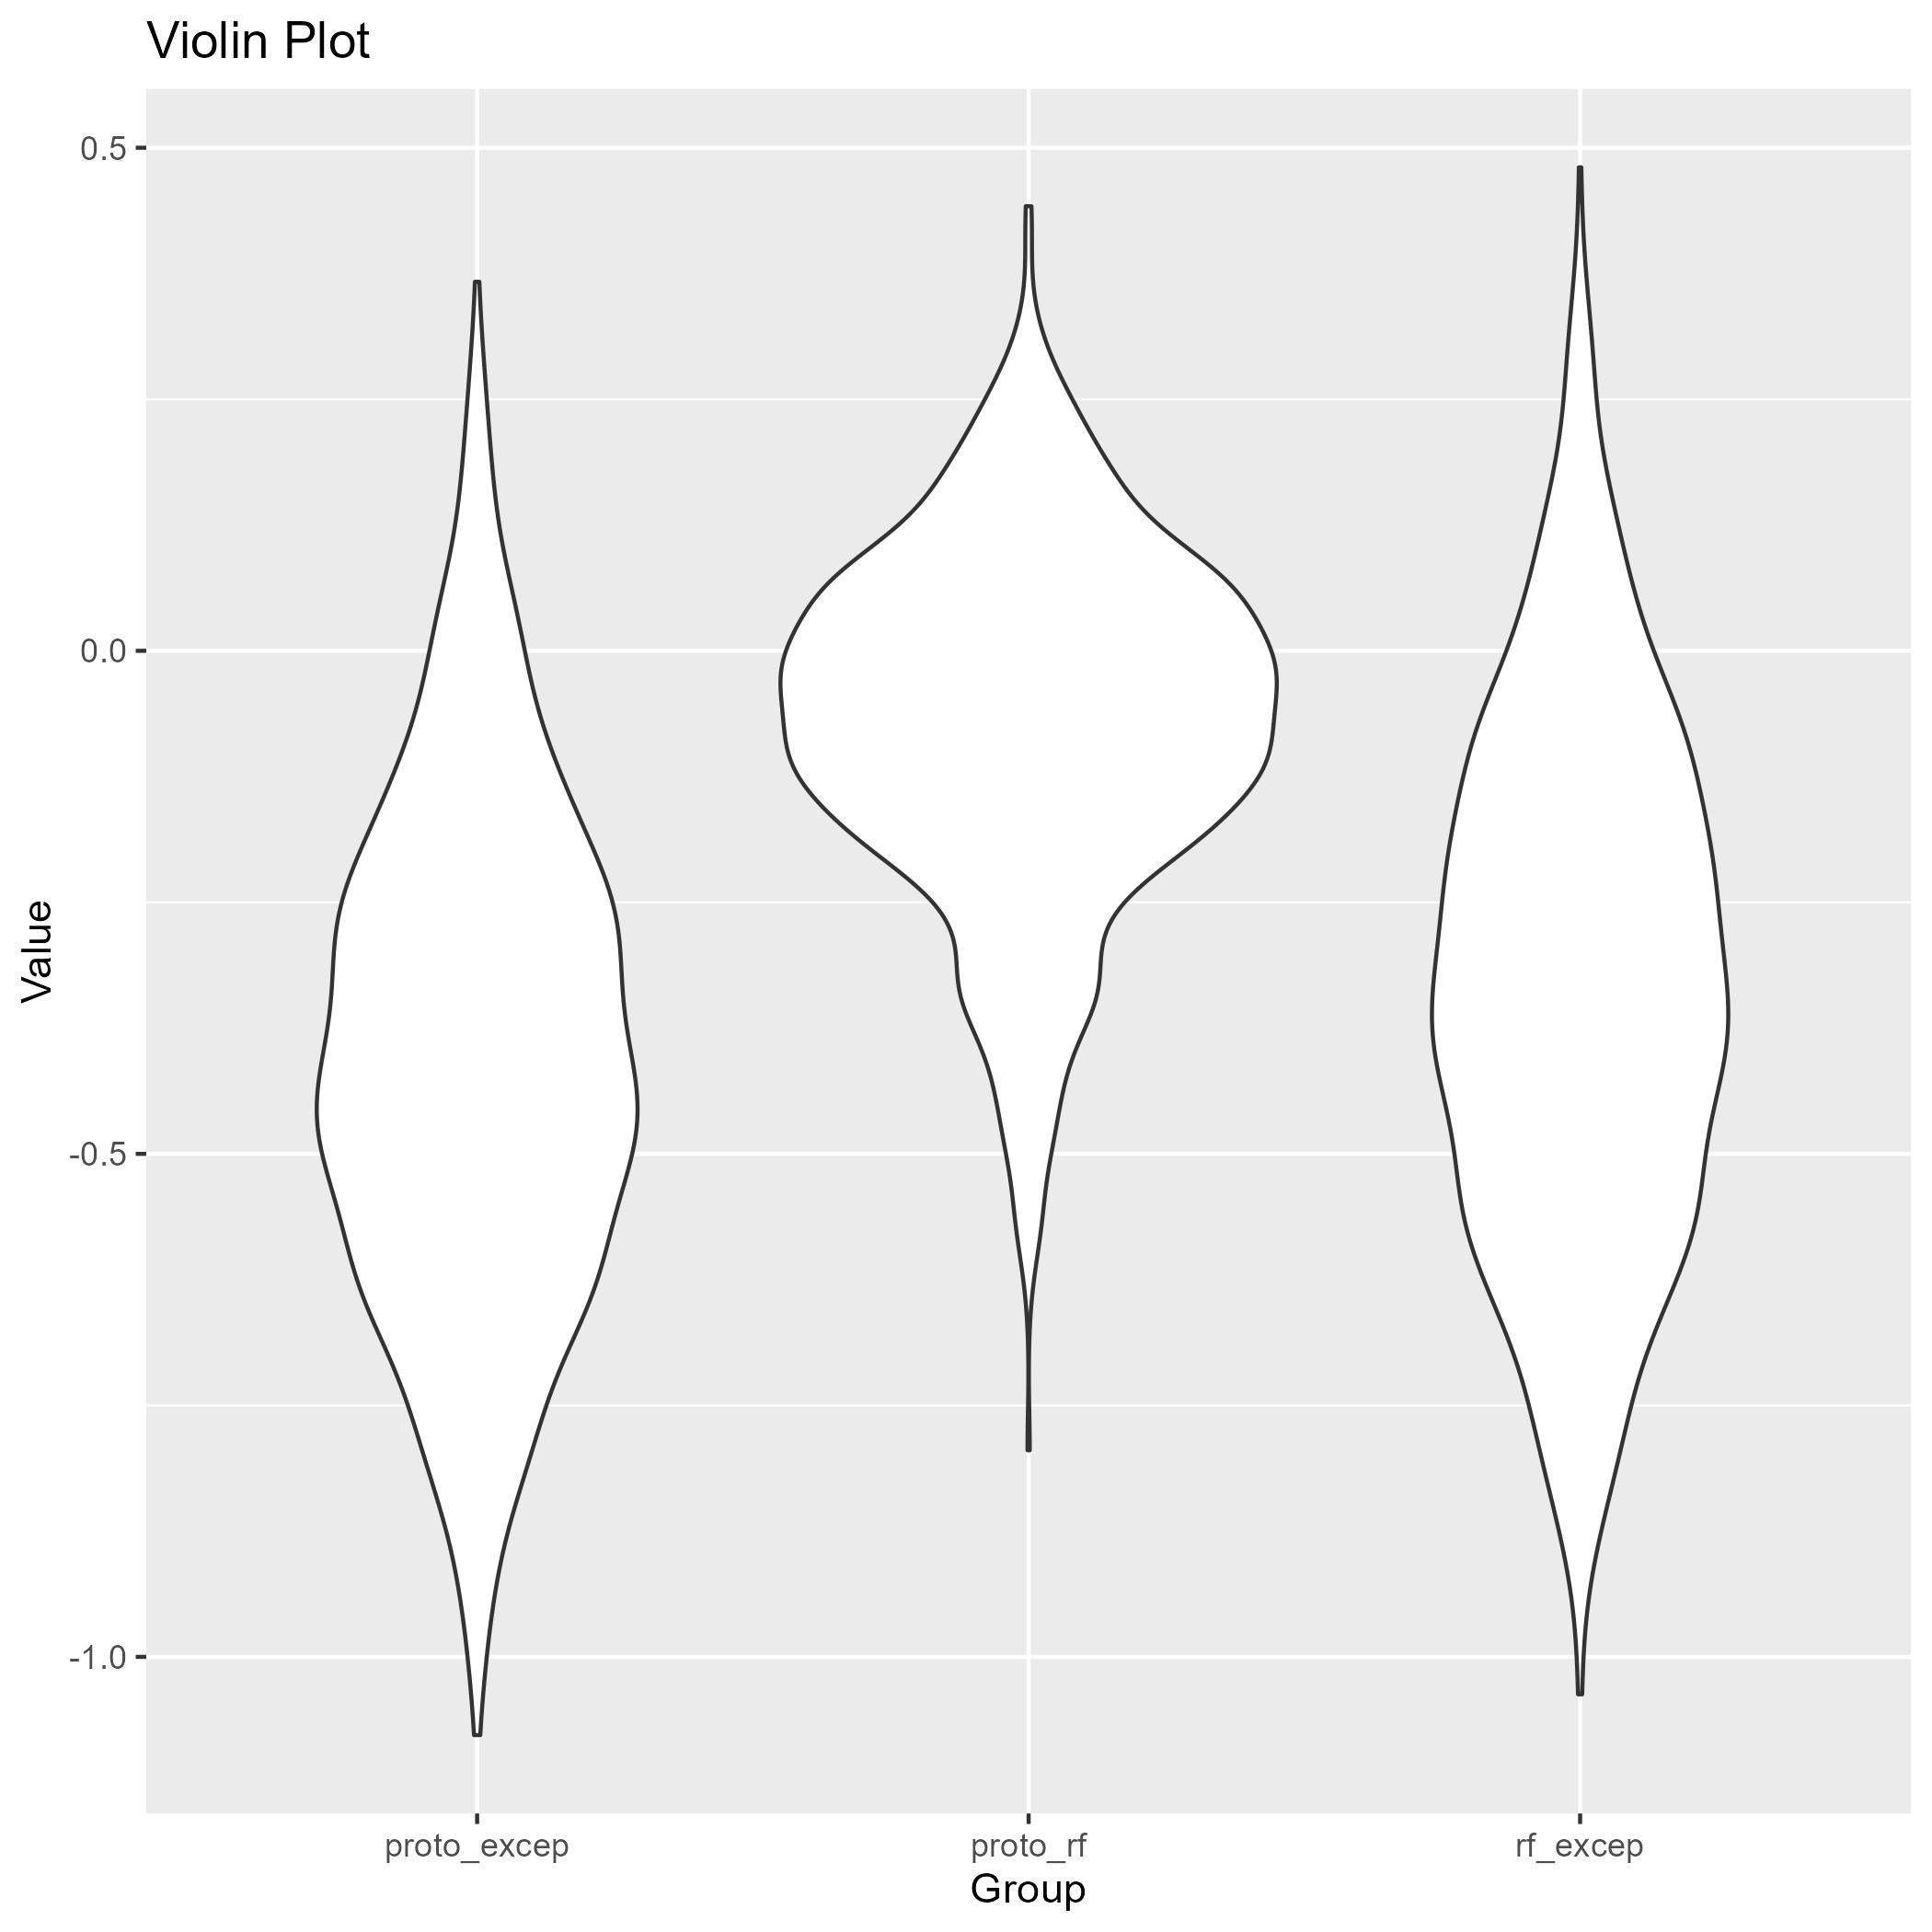 Violin Plot
0.5
0.0
-0.5
-1.0
Value
proto_excep
proto_rf
rf_excep
Group